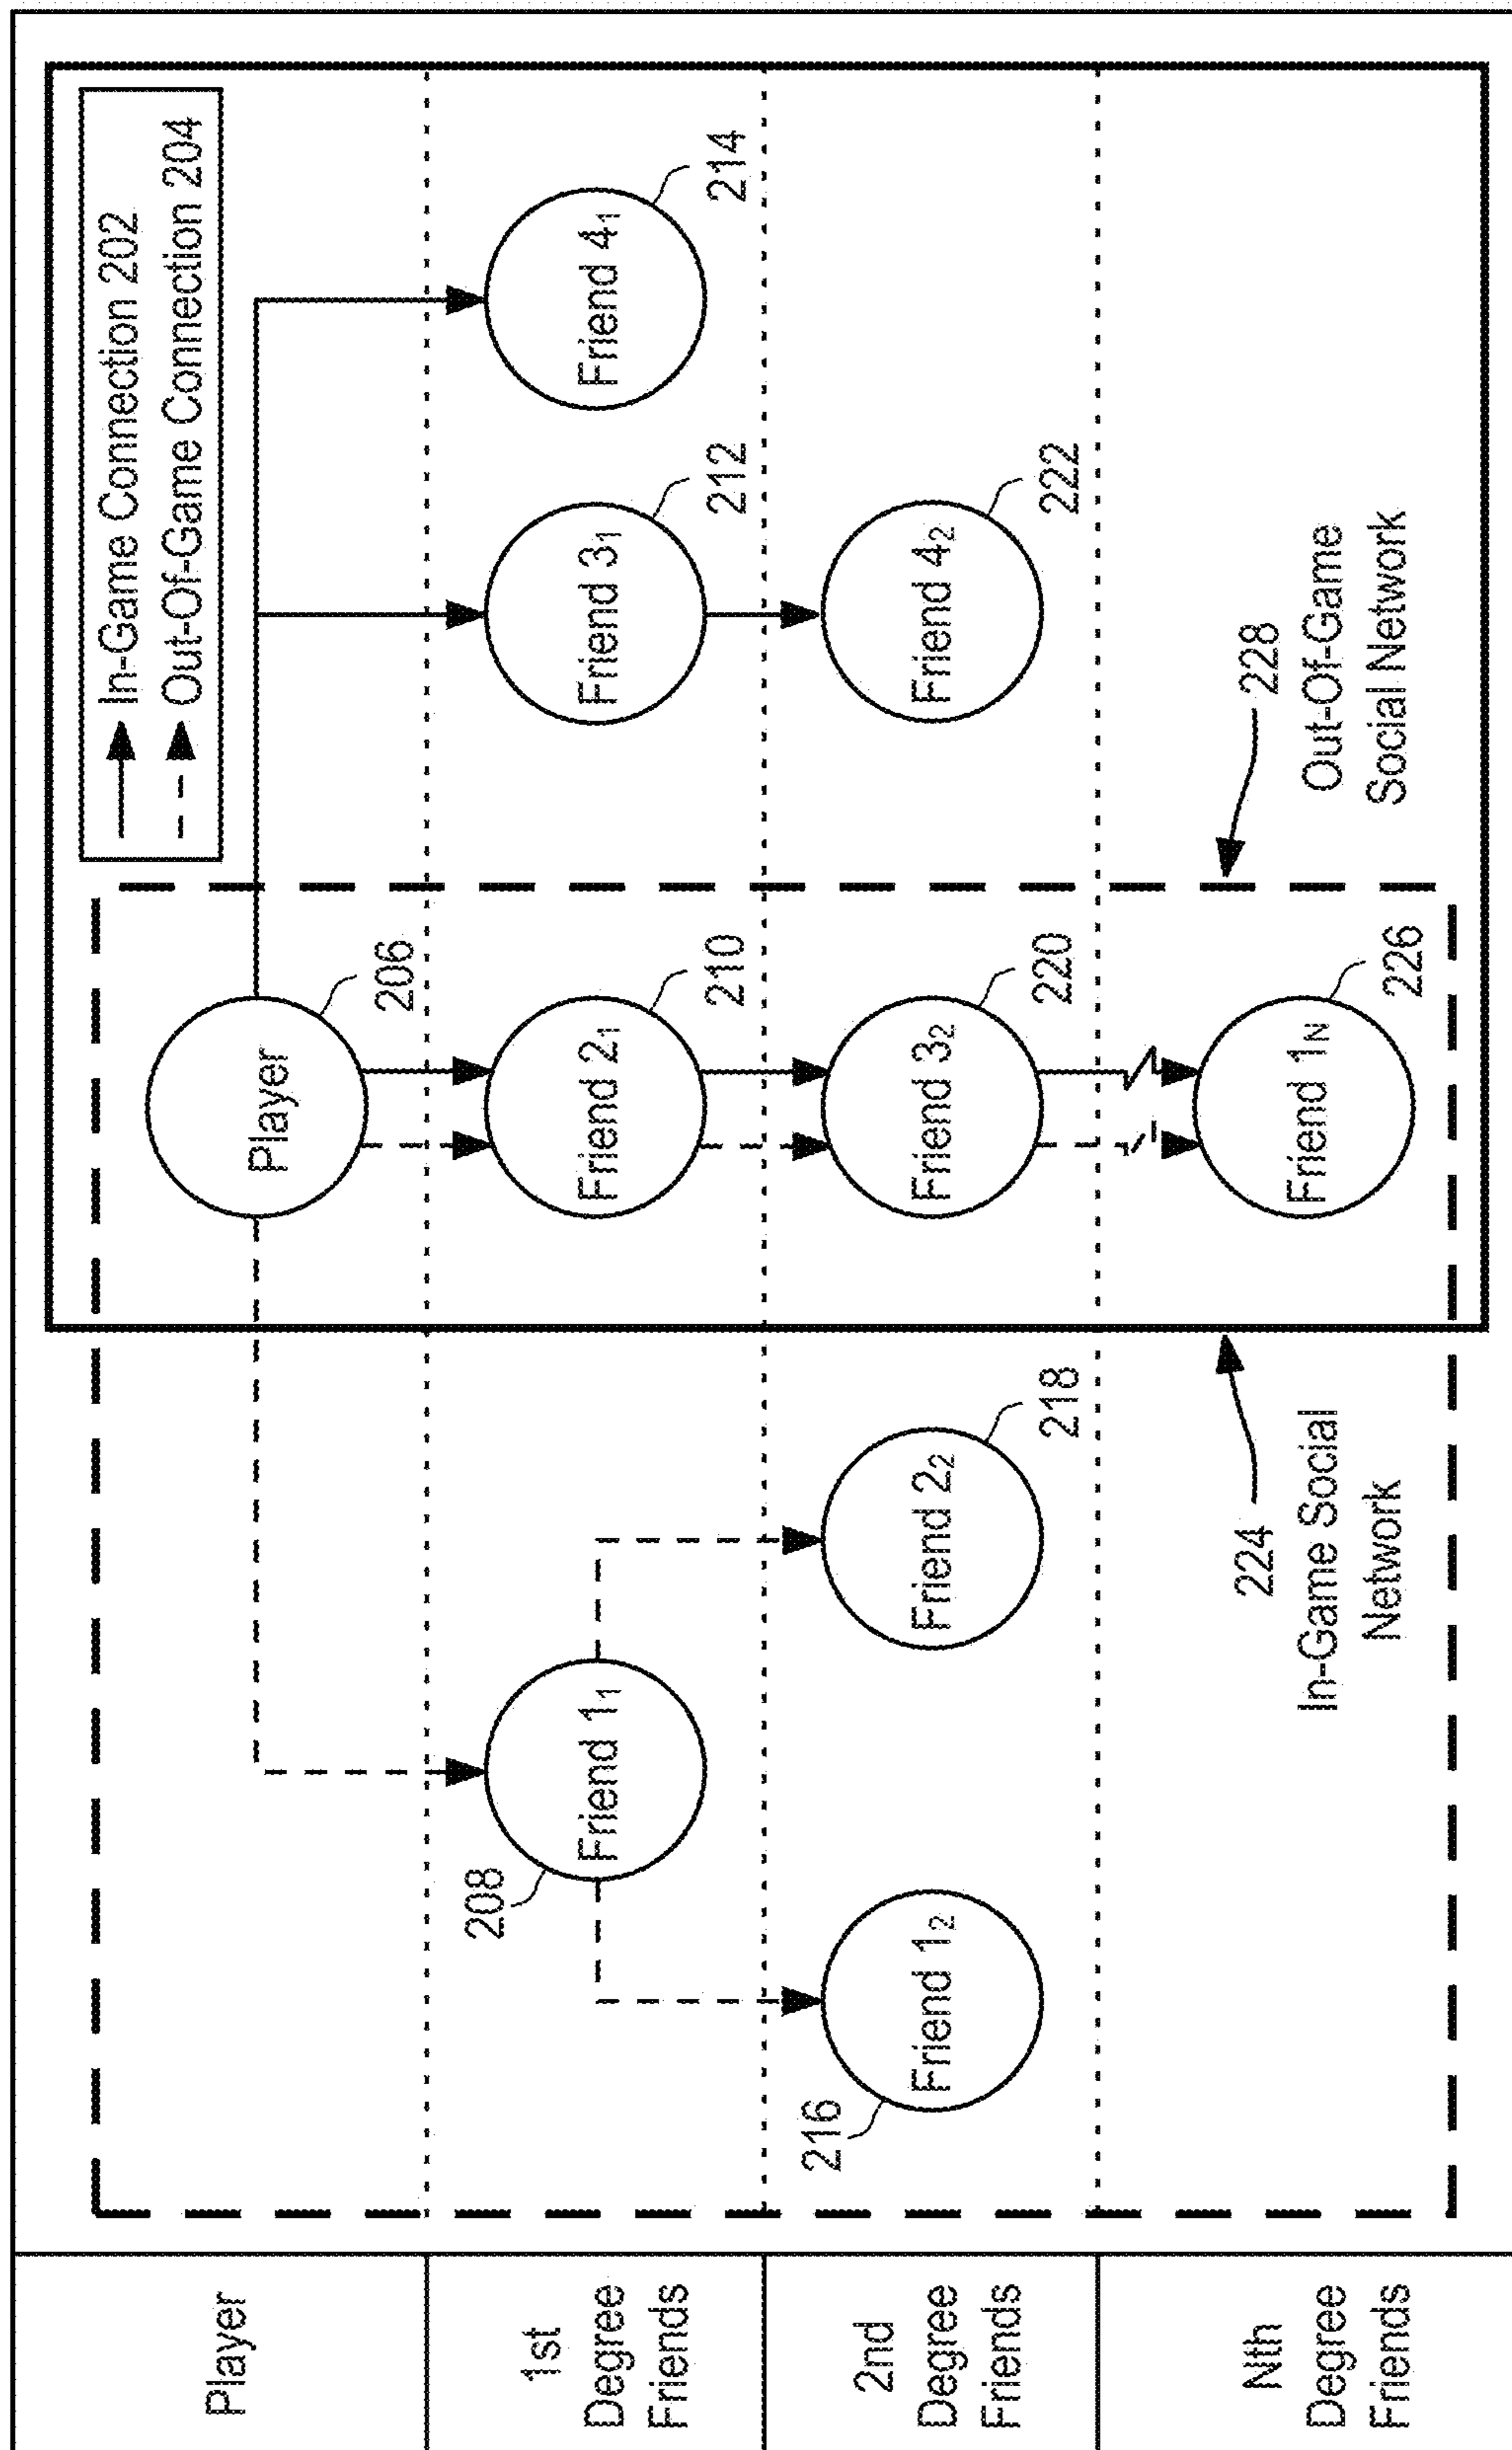 In-Game Connection 202
Out-Of-Game Connection 204
Player
Player
206
1st
Degree
Friends
208
Friend 1₁
Friend 2₁
210
Friend 3₁
212
Friend 4₁
214
2nd
Degree
Friends
216
Friend 1₂
Friend 2₂
218
Friend 3₂
220
Friend 4₂
222
Nth
Degree
Friends
224
In-Game Social
Network
Friend 1N
226
228
Out-Of-Game
Social Network